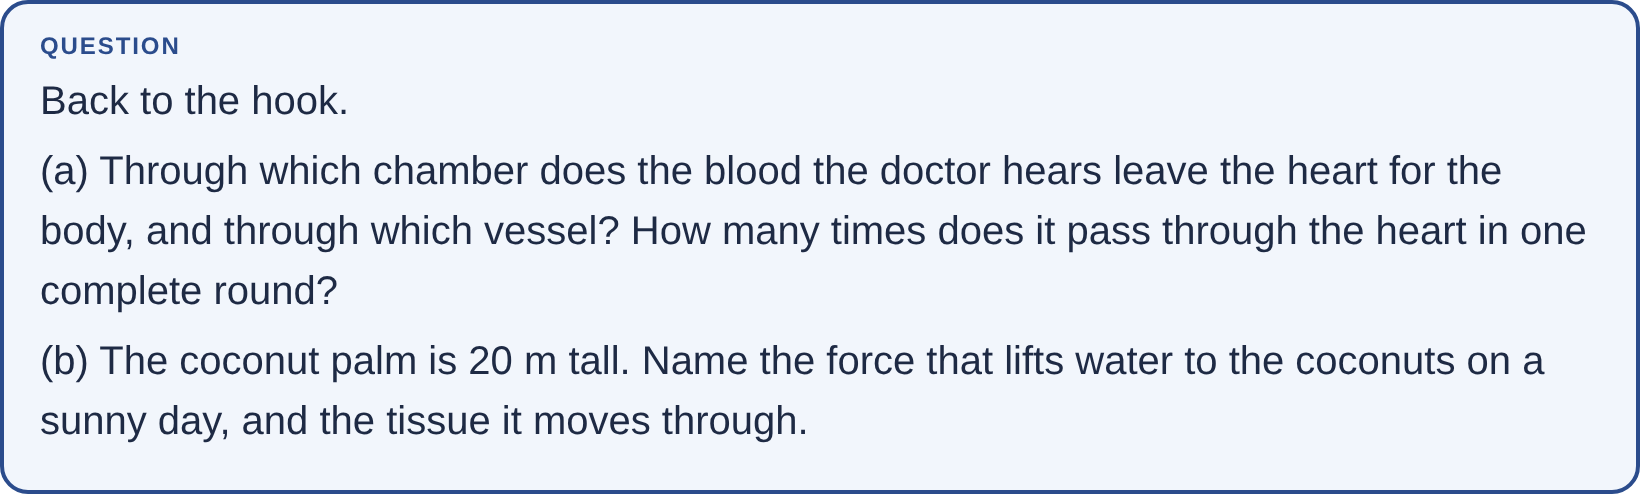 QUESTION
Back to the hook.
(a) Through which chamber does the blood the doctor hears leave the heart for the
body, and through which vessel? How many times does it pass through the heart in one
complete round?
(b) The coconut palm is 20 m tall. Name the force that lifts water to the coconuts on a
sunny day, and the tissue it moves through.